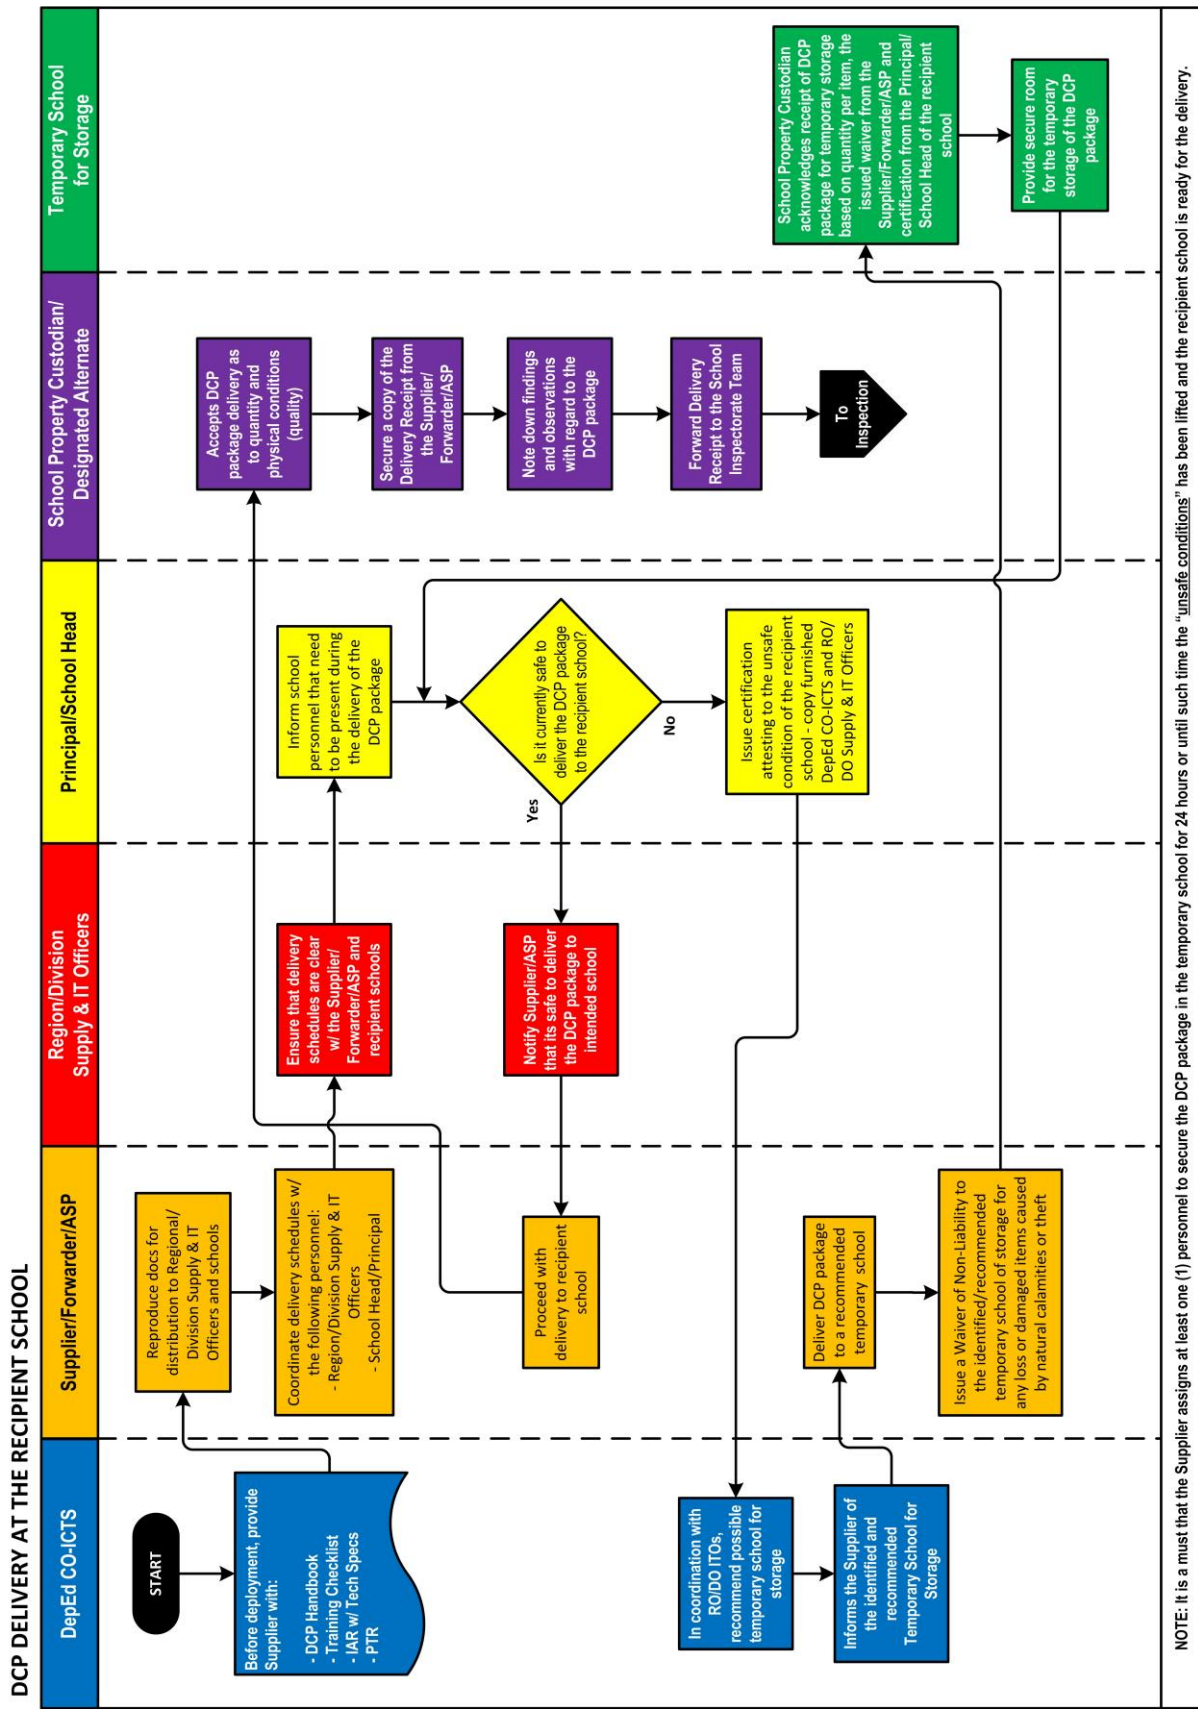 DCP DELIVERY AT THE RECIPIENT SCHOOL
DepEd CO-ICTS
Supplier/Forwarder/ASP
Region/Division
Supply & IT Officers
Principal/School Head
School Property Custodian/
Designated Alternate
Temporary School
for Storage
START
Before deployment, provide
Supplier with:
- DCP Handbook
- Training Checklist
- IAR w/ Tech Specs
- PTR
Reproduce docs for
distribution to Regional/
Division Supply & IT
Officers and schools
Coordinate delivery schedules w/
the following personnel:
- Region/Division Supply & IT
Officers
- School Head/Principal
Ensure that delivery
schedules are clear
w/ the Supplier/
Forwarder/ASP and
recipient schools
Inform school
personnel that need
to be present during
the delivery of the
DCP package
Is it currently safe to
deliver the DCP package
to the recipient school?
Yes
No
Notify Supplier/ASP
that its safe to deliver
the DCP package to
intended school
Proceed with
delivery to recipient
school
Accepts DCP
package delivery as
to quantity and
physical conditions
(quality)
Secure a copy of the
Delivery Receipt from
the Supplier/
Forwarder/ASP
Note down findings
and observations
with regard to the
DCP package
Forward Delivery
Receipt to the School
Inspectorate Team
To
Inspection
Issue certification
attesting to the unsafe
condition of the recipient
school - copy furnished
DepEd CO-ICTS and RO/
DO Supply & IT Officers
In coordination with
RO/DO ITOs,
recommend possible
temporary school for
storage
Informs the Supplier of
the identified and
recommended
Temporary School for
Storage
Deliver DCP package
to a recommended
temporary school
Issue a Waiver of Non-Liability to
the identified/recommended
temporary school of storage for
any loss or damaged items caused
by natural calamities or theft
School Property Custodian
acknowledges receipt of DCP
package for temporary storage
based on quantity per item, the
issued waiver from the
Supplier/Forwarder/ASP and
certification from the Principal/
School Head of the recipient
school
Provide secure room
for the temporary
storage of the DCP
package
NOTE: It is a must that the Supplier assigns at least one (1) personnel to secure the DCP package in the temporary school for 24 hours or until such time the “unsafe conditions” has been lifted and the recipient school is ready for the delivery.